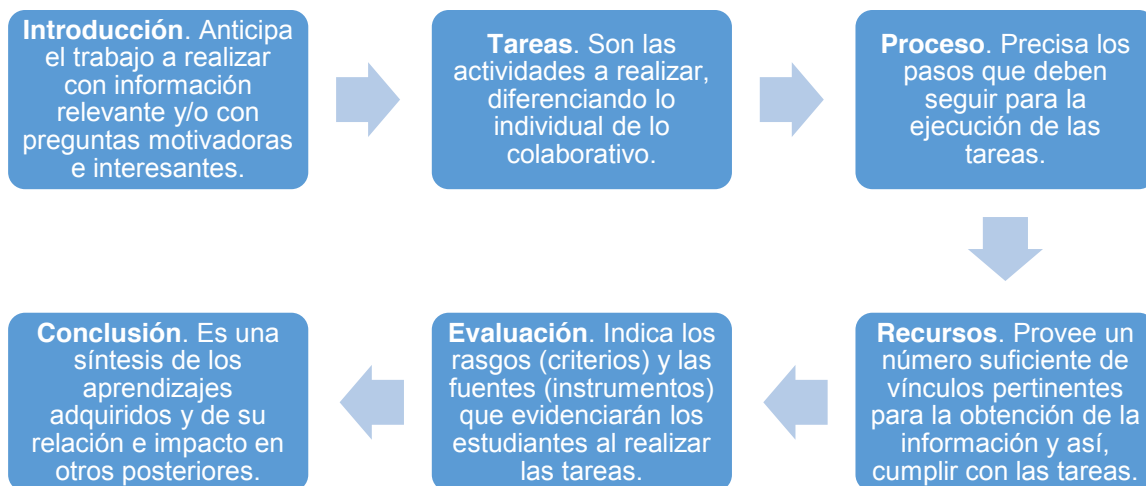 Introducción. Anticipa
el trabajo a realizar
con información
relevante y/o con
preguntas motivadoras
e interesantes.
Tareas. Son las
actividades a realizar,
diferenciando lo
individual de lo
colaborativo.
Proceso. Precisa los
pasos que deben
seguir para la
ejecución de las
tareas.
Recursos. Provee un
número suficiente de
vínculos pertinentes
para la obtención de la
información y así,
cumplir con las tareas.
Evaluación. Indica los
rasgos (criterios) y las
fuentes (instrumentos)
que evidenciarán los
estudiantes al realizar
las tareas.
Conclusión. Es una
síntesis de los
aprendizajes
adquiridos y de su
relación e impacto en
otros posteriores.